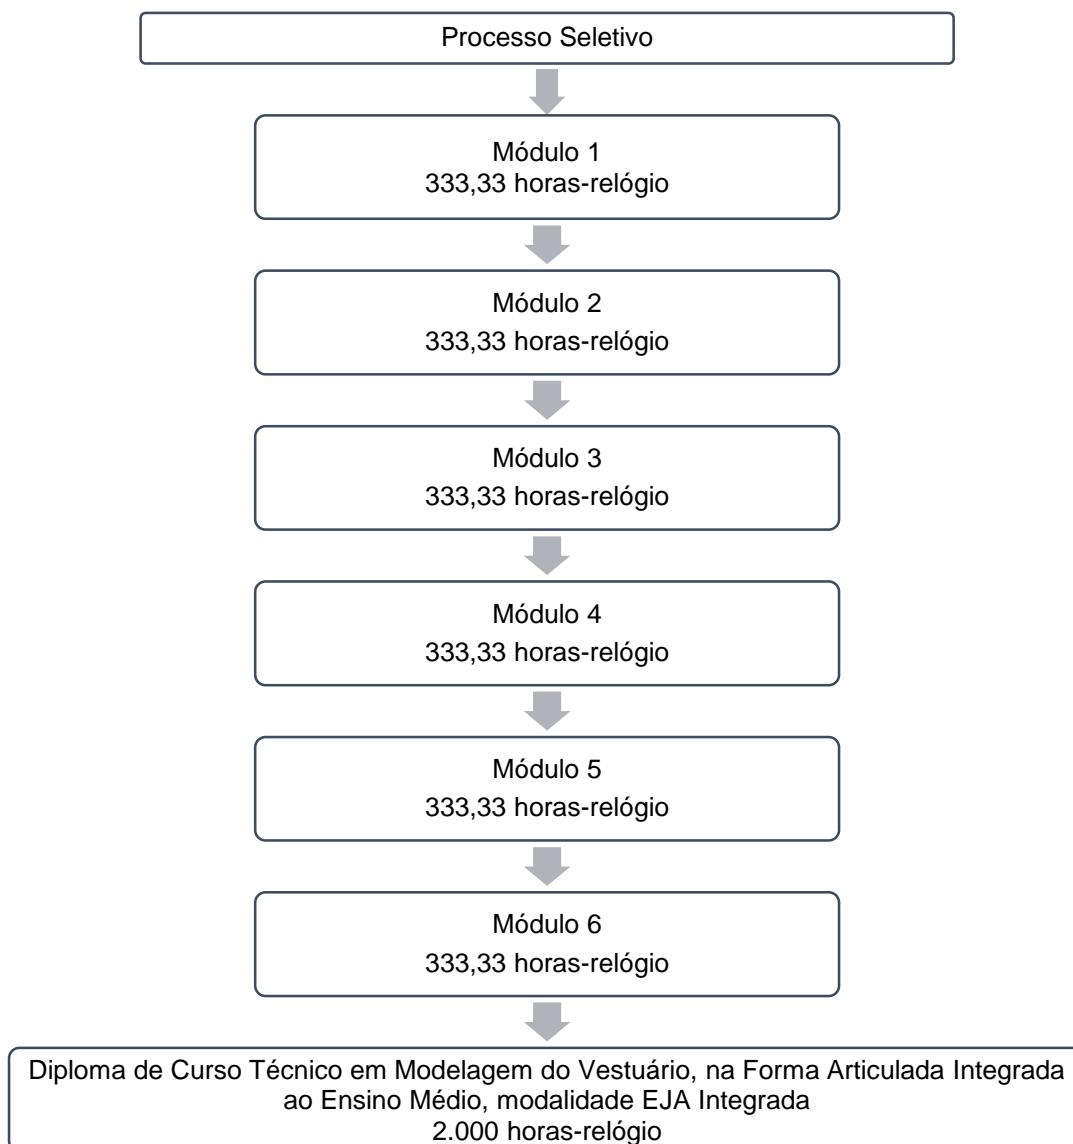 Processo Seletivo
Módulo 1
333,33 horas-relógio
Módulo 2
333,33 horas-relógio
Módulo 3
333,33 horas-relógio
Módulo 4
333,33 horas-relógio
Módulo 5
333,33 horas-relógio
Módulo 6
333,33 horas-relógio
Diploma de Curso Técnico em Modelagem do Vestuário, na Forma Articulada Integrada
ao Ensino Médio, modalidade EJA Integrada
2.000 horas-relógio